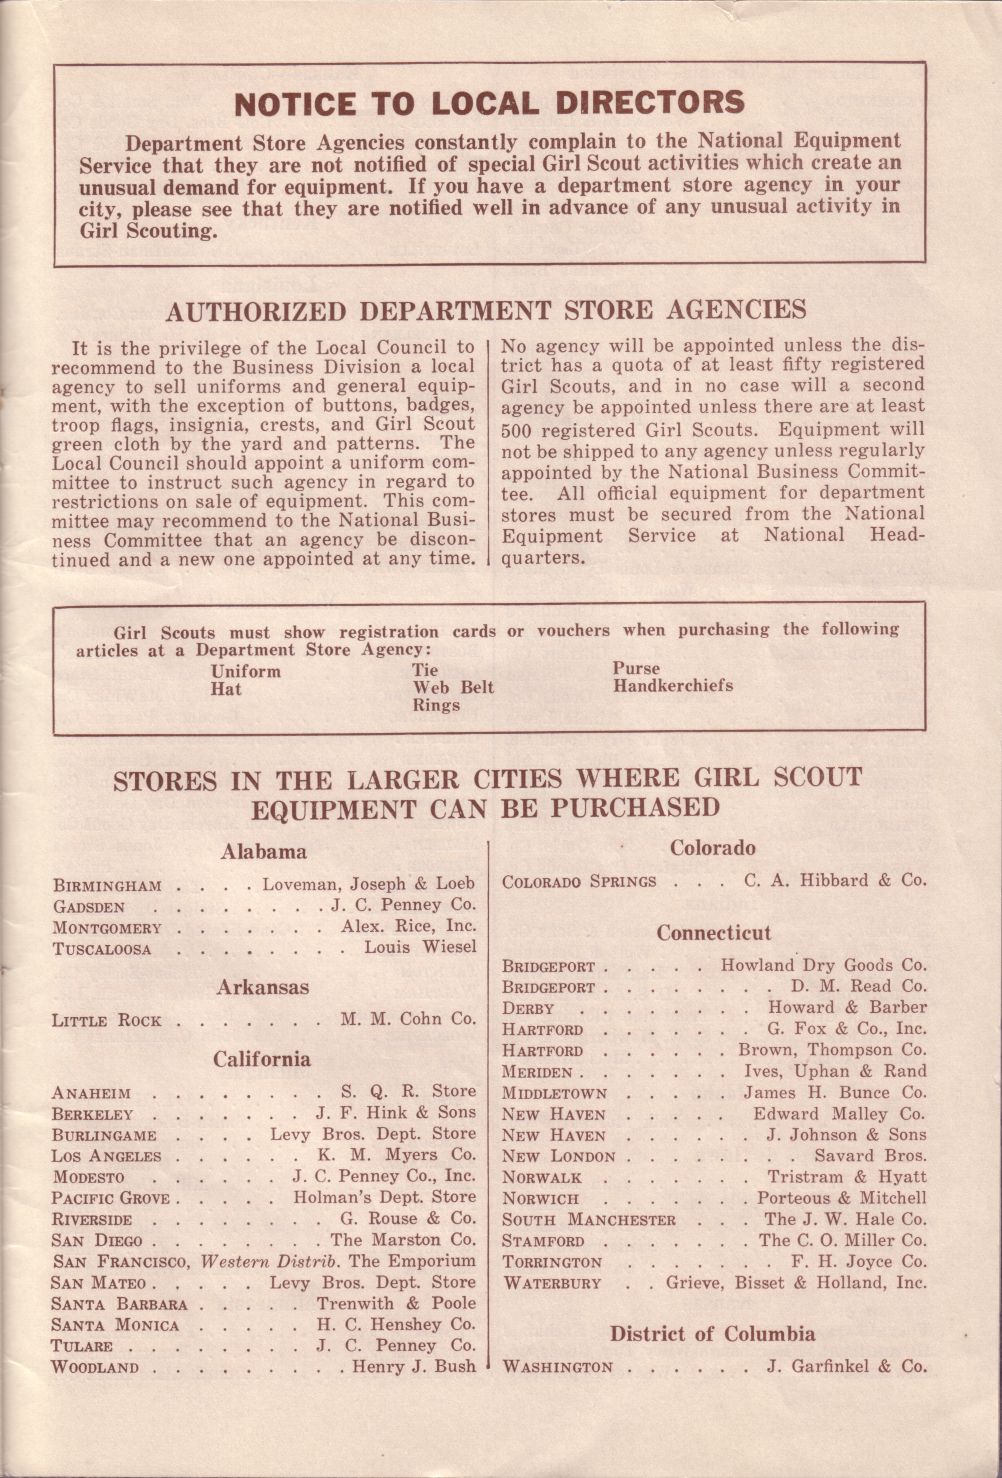 NOTICE TO LOCAL DIRECTORS
Department Store Agencies constantly complain to the National Equipment
Service that they are not notified of special Girl Scout activities which create an
unusual demand for equipment. If you have a department store agency in your
city, please see that they are notified well in advance of any unusual activity in
Girl Scouting.
AUTHORIZED DEPARTMENT STORE AGENCIES
It is the privilege of the Local Council to
recommend to the Business Division a local
agency to sell uniforms and general equip-
ment, with the exception of buttons, badges,
troop flags, insignia, crests, and Girl Scout
green cloth by the yard and patterns. The
Local Council should appoint a uniform com-
mittee to instruct such agency in regard to
restrictions on sale of equipment. This com-
mittee may recommend to the National Busi-
ness Committee that an agency be discon-
tinued and a new one appointed at any time.
No agency will be appointed unless the dis-
trict has a quota of at least fifty registered
Girl Scouts, and in no case will a second
agency be appointed unless there are at least
500 registered Girl Scouts. Equipment will
not be shipped to any agency unless regularly
appointed by the National Business Commit-
tee. All official equipment for department
stores must be secured from the National
Equipment Service at National Head-
quarters.
Girl Scouts must show registration cards or vouchers when purchasing the following
articles at a Department Store Agency:
Uniform Tie Purse
Hat Web Belt Handkerchiefs
Rings
STORES IN THE LARGER CITIES WHERE GIRL SCOUT
EQUIPMENT CAN BE PURCHASED
Alabama
BIRMINGHAM . . . . Loveman, Joseph & Loeb
GADSDEN . . . . . . . . J. C. Penney Co.
MONTGOMERY . . . . . . . Alex. Rice, Inc.
TUSCALOOSA . . . . . . . . Louis Wiesel
Arkansas
LITTLE ROCK . . . . . . . M. M. Cohn Co.
California
ANAHEIM . . . . . . . . S. Q. R. Store
BERKELEY . . . . . . . J. F. Hink & Sons
BURLINGAME . . . . Levy Bros. Dept. Store
LOS ANGELES . . . . . . . K. M. Myers Co.
MODESTO . . . . . . J. C. Penney Co., Inc.
PACIFIC GROVE . . . . . Holman's Dept. Store
RIVERSIDE . . . . . . . . G. Rouse & Co.
SAN DIEGO . . . . . . . . The Marston Co.
SAN FRANCISCO, Western Distrib. The Emporium
SAN MATEO . . . . . Levy Bros. Dept. Store
SANTA BARBARA . . . . . Trenwith & Poole
SANTA MONICA . . . . . H. C. Henshey Co.
TULARE . . . . . . . . J. C. Penney Co.
WOODLAND . . . . . . . . . Henry J. Bush
Colorado
COLORADO SPRINGS . . . C. A. Hibbard & Co.
Connecticut
BRIDGEPORT . . . . . Howland Dry Goods Co.
BRIDGEPORT . . . . . . . . D. M. Read Co.
DERBY . . . . . . . . Howard & Barber
HARTFORD . . . . . . . G. Fox & Co., Inc.
HARTFORD . . . . . . Brown, Thompson Co.
MERIDEN . . . . . . . Ives, Uphan & Rand
MIDDLETOWN . . . . . James H. Bunce Co.
NEW HAVEN . . . . . Edward Malley Co.
NEW HAVEN . . . . . . J. Johnson & Sons
NEW LONDON . . . . . . . . Savard Bros.
NORWALK . . . . . . . Tristram & Hyatt
NORWICH . . . . . . . Porteous & Mitchell
SOUTH MANCHESTER . . . The J. W. Hale Co.
STAMFORD . . . . . . . The C. O. Miller Co.
TORRINGTON . . . . . . . F. H. Joyce Co.
WATERBURY . . Grieve, Bisset & Holland, Inc.
District of Columbia
WASHINGTON . . . . . . J. Garfinkel & Co.